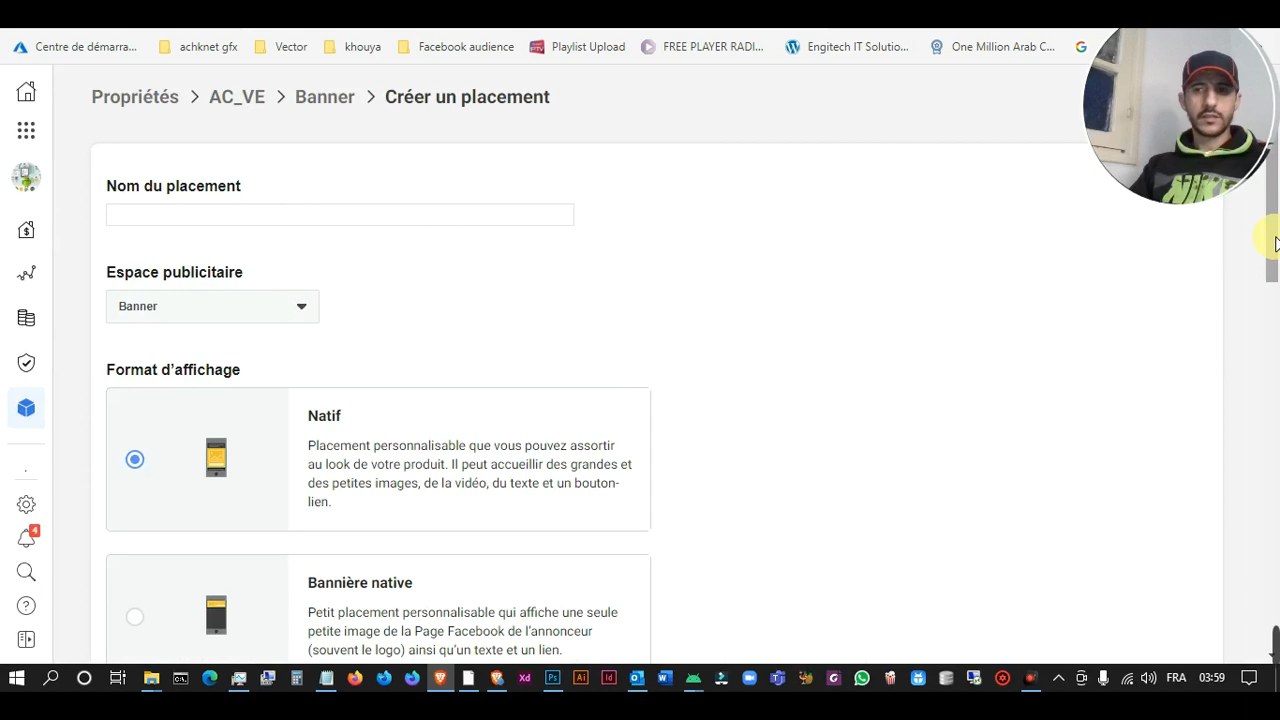 Centre de démarra...
achknet gfx
Vector
khouya
Facebook audience
Playlist Upload
FREE PLAYER RADI...
Engitech IT Solutio...
One Million Arab C...
Propriétés > AC_VE > Banner > Créer un placement
Nom du placement
Espace publicitaire
Banner
Format d'affichage
Natif
Placement personnalisable que vous pouvez assortir
au look de votre produit. Il peut accueillir des grandes et
des petites images, de la vidéo, du texte et un bouton-
lien.
Bannière native
Petit placement personnalisable qui affiche une seule
petite image de la Page Facebook de l'annonceur
(souvent le logo) ainsi qu'un texte et un lien.
NIKE
4
FRA
03:59